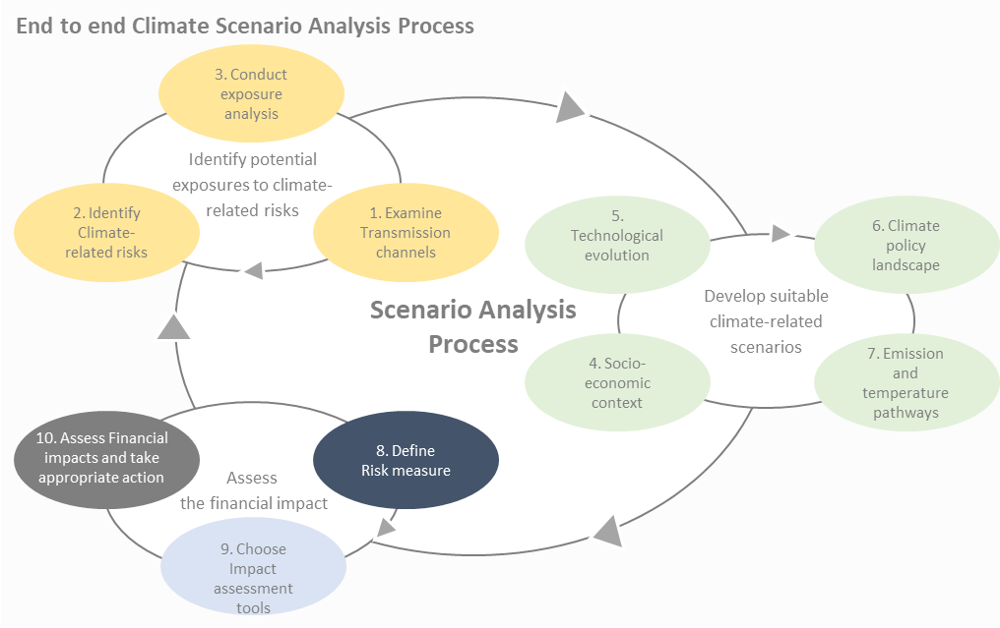 End to end Climate Scenario Analysis Process
3. Conduct
exposure
analysis
Identify potential
exposures to climate-
related risks
2. Identify
Climate-
related risks
1. Examine
Transmission
channels
5.
Technological
evolution
6. Climate
policy
landscape
Develop suitable
climate-related
scenarios
4. Socio-
economic
context
7. Emission
and
temperature
pathways
Scenario Analysis
Process
10. Assess Financial
impacts and take
appropriate action
8. Define
Risk measure
Assess
the financial impact
9. Choose
Impact
assessment
tools